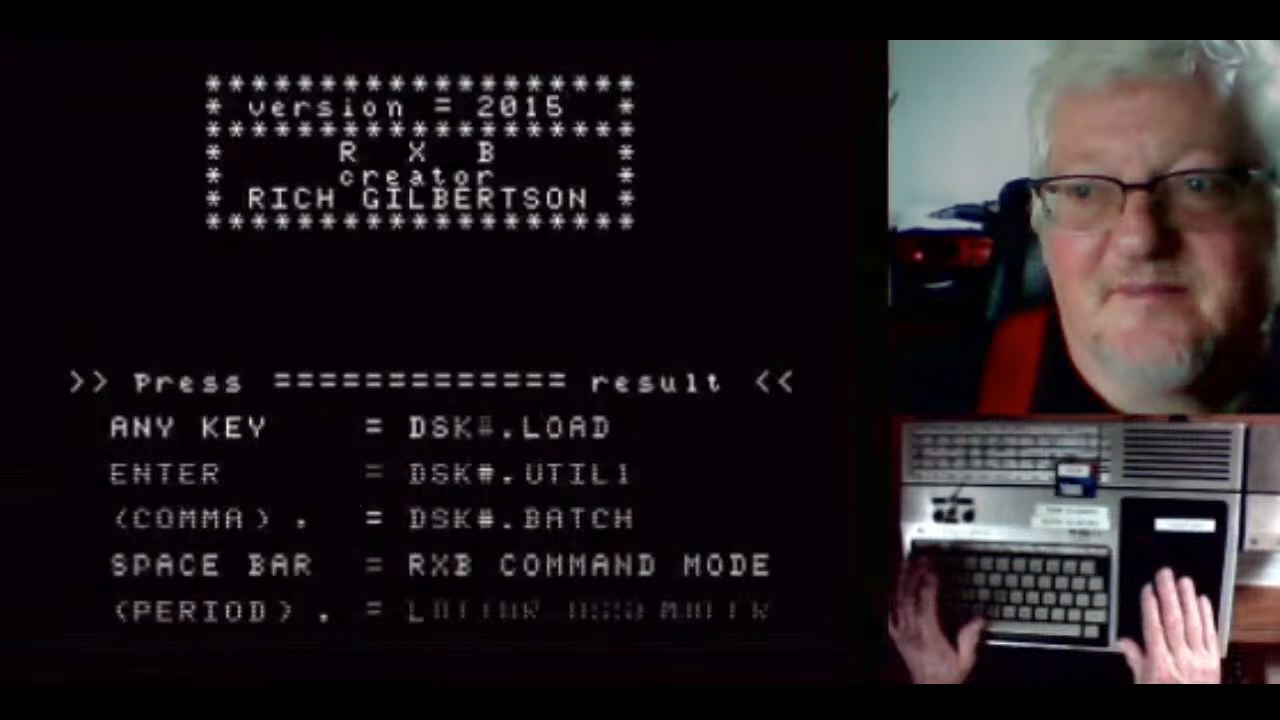 *******************
* version = 2015 *
*******************
* R X B *
* creator *
* RICH GILBERTSON *
*******************
>> Press ============= result <<
ANY KEY = DSK#.LOAD
ENTER = DSK#.UTIL1
(COMMA) . = DSK#.BATCH
SPACE BAR = RXB COMMAND MODE
(PERIOD) . =